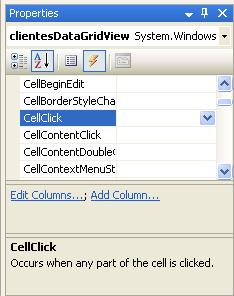 Properties
clientesDataGridView System.Windows
CellBeginEdit
CellBorderStyleCha
CellClick
CellContentClick
CellContentDoubleC
CellContextMenuSt
Edit Columns...; Add Column...
CellClick
Occurs when any part of the cell is clicked.